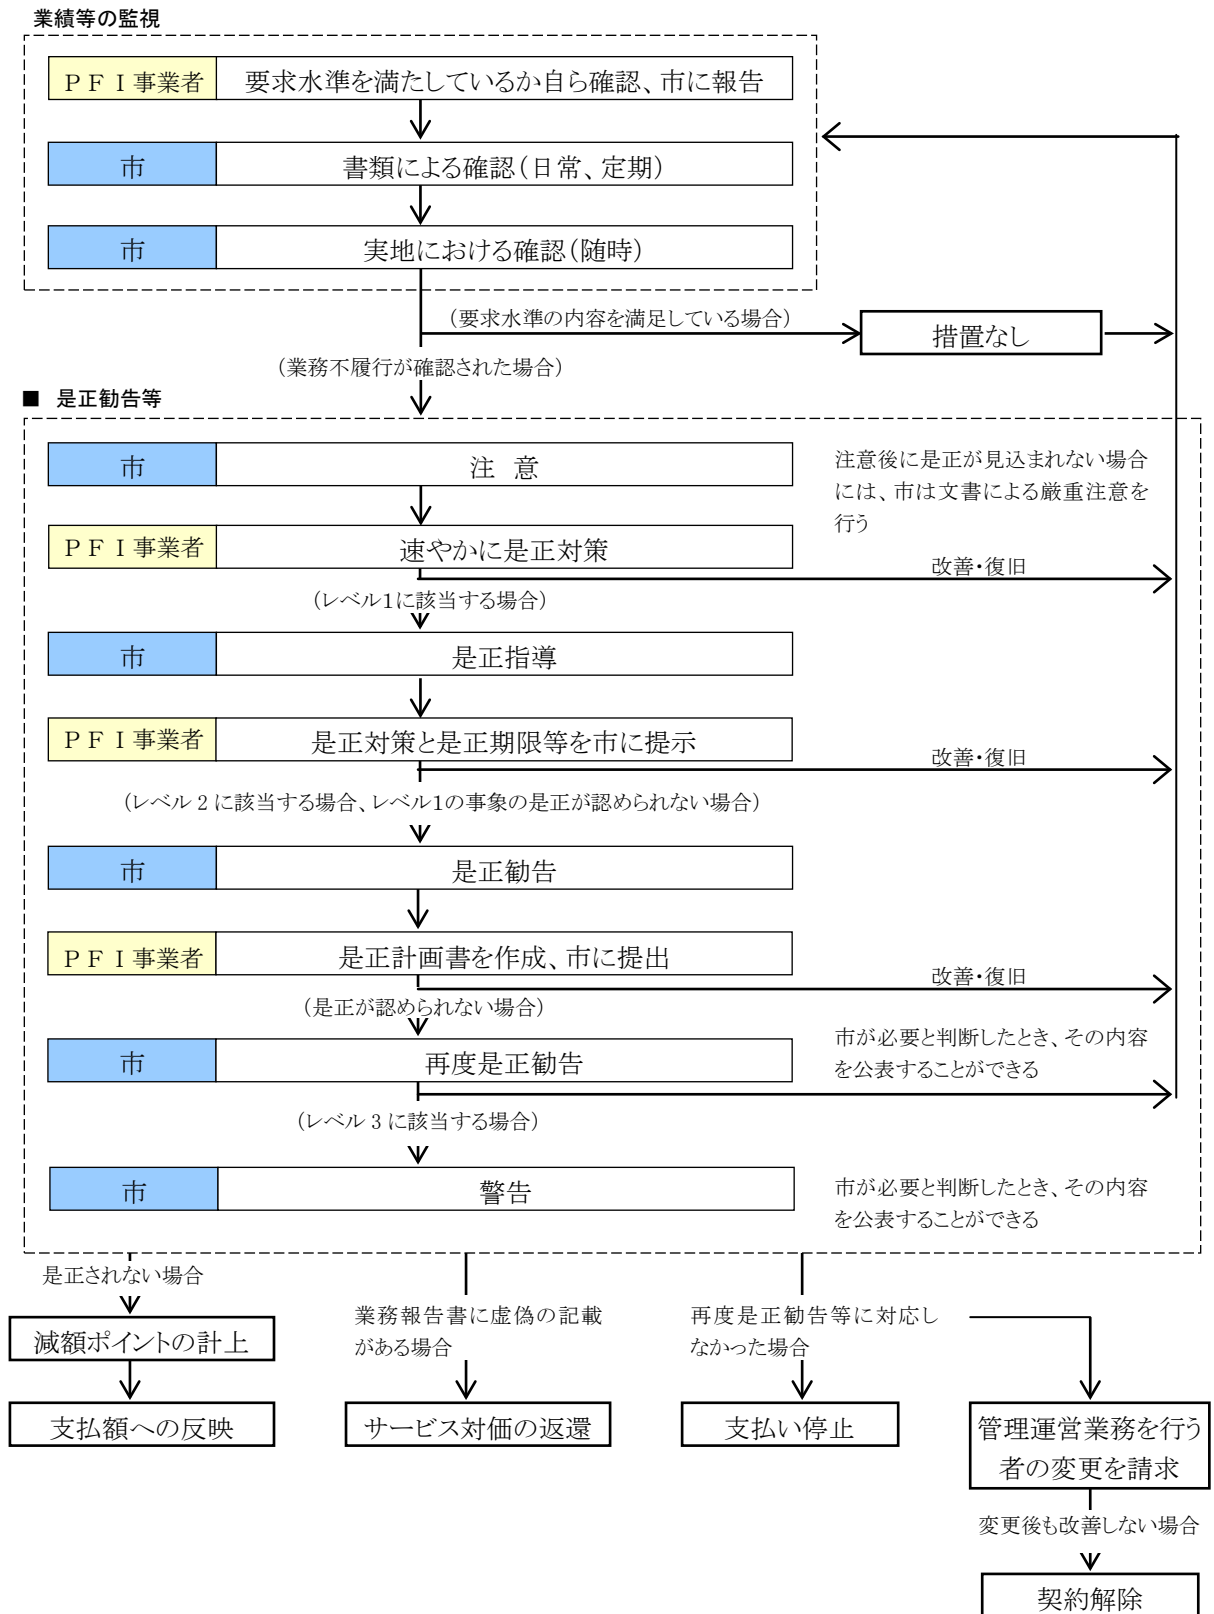 業績等の監視
ＰＦＩ事業者 要求水準を満たしているか自ら確認、市に報告
市 書類による確認（日常、定期）
市 実地における確認（随時）
（要求水準の内容を満足している場合）
措置なし
（業務不履行が確認された場合）
■ 是正勧告等
市 注 意
注意後に是正が見込まれない場合
には、市は文書による厳重注意を
行う
ＰＦＩ事業者 速やかに是正対策
改善・復旧
（レベル１に該当する場合）
市 是正指導
ＰＦＩ事業者 是正対策と是正期限等を市に提示
改善・復旧
（レベル２に該当する場合、レベル１の事象の是正が認められない場合）
市 是正勧告
ＰＦＩ事業者 是正計画書を作成、市に提出
改善・復旧
（是正が認められない場合）
市 再度是正勧告
市が必要と判断したとき、その内容
を公表することができる
（レベル３に該当する場合）
市 警告
市が必要と判断したとき、その内容
を公表することができる
是正されない場合
減額ポイントの計上
支払額への反映
業務報告書に虚偽の記載
がある場合
サービス対価の返還
再度是正勧告等に対応し
なかった場合
支払い停止
管理運営業務を行う
者の変更を請求
変更後も改善しない場合
契約解除